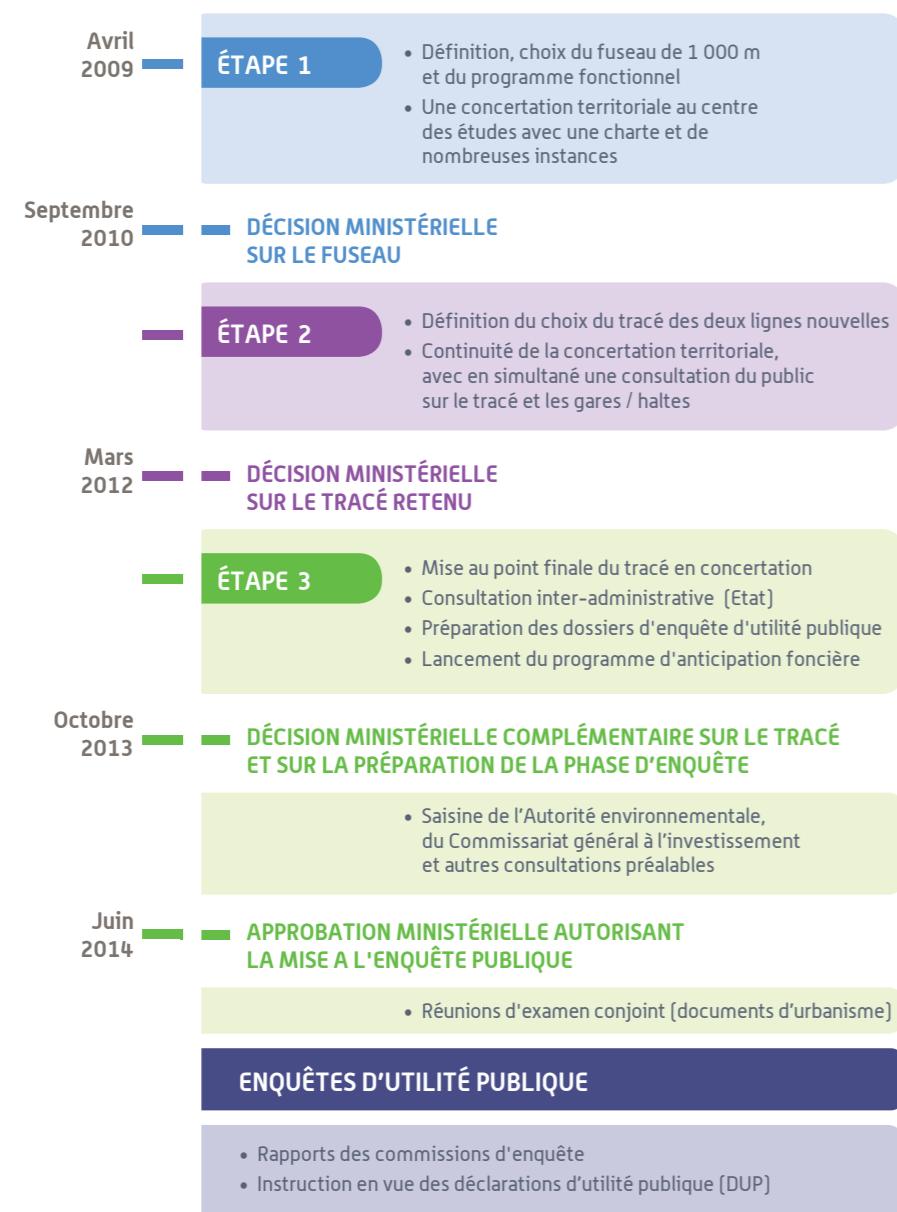 Avril
2009
ÉTAPE 1
• Définition, choix du fuseau de 1 000 m
et du programme fonctionnel
• Une concertation territoriale au centre
des études avec une charte et de
nombreuses instances
Septembre
2010
DÉCISION MINISTÉRIELLE
SUR LE FUSEAU
ÉTAPE 2
• Définition du choix du tracé des deux lignes nouvelles
• Continuité de la concertation territoriale,
avec en simultané une consultation du public
sur le tracé et les gares / haltes
Mars
2012
DÉCISION MINISTÉRIELLE
SUR LE TRACÉ RETENU
ÉTAPE 3
• Mise au point finale du tracé en concertation
• Consultation inter-administrative (Etat)
• Préparation des dossiers d'enquête d'utilité publique
• Lancement du programme d'anticipation foncière
Octobre
2013
DÉCISION MINISTÉRIELLE COMPLÉMENTAIRE SUR LE TRACÉ
ET SUR LA PRÉPARATION DE LA PHASE D'ENQUÊTE
• Saisine de l'Autorité environnementale,
du Commissariat général à l'investissement
et autres consultations préalables
Juin
2014
APPROBATION MINISTÉRIELLE AUTORISANT
LA MISE A L'ENQUÊTE PUBLIQUE
• Réunions d'examen conjoint (documents d'urbanisme)
ENQUÊTES D'UTILITÉ PUBLIQUE
• Rapports des commissions d'enquête
• Instruction en vue des déclarations d'utilité publique (DUP)